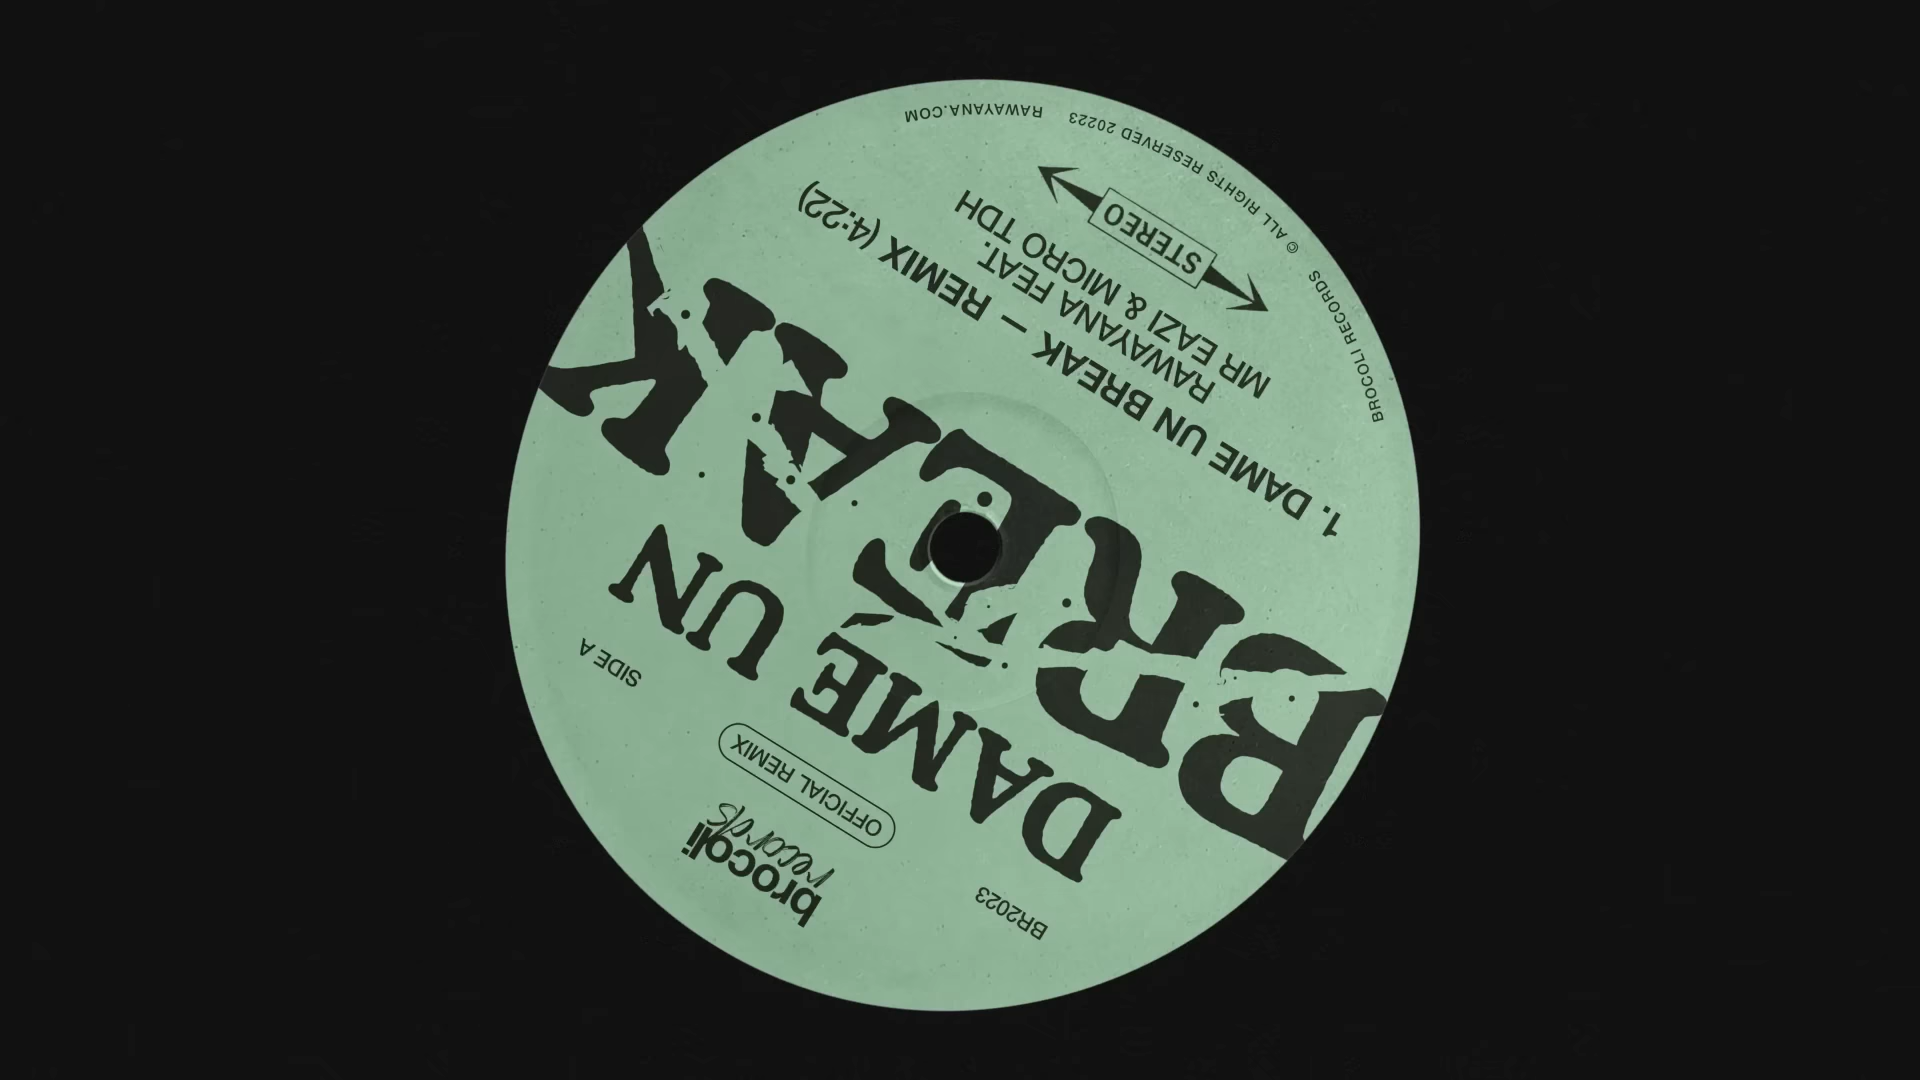 BR2023
brocoli
records
OFFICIAL REMIX
SIDE A
DAME UN
BREAK
1. DAME UN BREAK – REMIX (4:22)
RAWAYANA FEAT.
MR EAZI & MICRO TDH
STEREO
BROCOLI RECORDS © ALL RIGHTS RESERVED 20223 RAWAYANA.COM